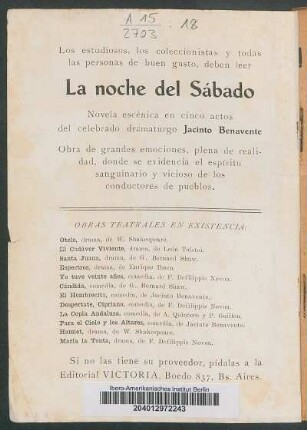 A 15 : 18
2703
Los estudiosos, los coleccionistas y todas
las personas de buen gusto, deben leer
La noche del Sábado
Novela escénica en cinco actos
del celebrado dramaturgo Jacinto Benavente
Obra de grandes emociones, plena de reali-
dad, donde se evidencia el espíritu
sanguinario y vicioso de los
conductores de pueblos.
OBRAS TEATRALES EN EXISTENCIA:
Otelo, drama, de W. Shakespeare.
El Cadáver Viviente, drama, de León Tolstoi.
Santa Juana, drama, de G. Bernard Shaw.
Espectros, drama, de Enrique Ibsen.
Yo tuve veinte años, comedia, de F. Defilippis Novoa.
Cándida, comedia, de G. Bernard Shaw.
El Hombrecito, comedia, de Jacinto Benavente.
Despertate, Cipriano, comedia, de F. Defilippis Novoa.
La Copla Andaluza, comedia, de A. Quintero y P. Guillén.
Para el Cielo y los Altares, comedia, de Jacinto Benavente.
Hamlet, drama, de W. Shakespeare.
María la Tonta, drama, de F. Defilippis Novoa.
Si no las tiene su proveedor, pídalas a la
Editorial VICTORIA, Boedo 837, Bs. Aires.
Ibero-Amerikanisches Institut Berlin
204012972243